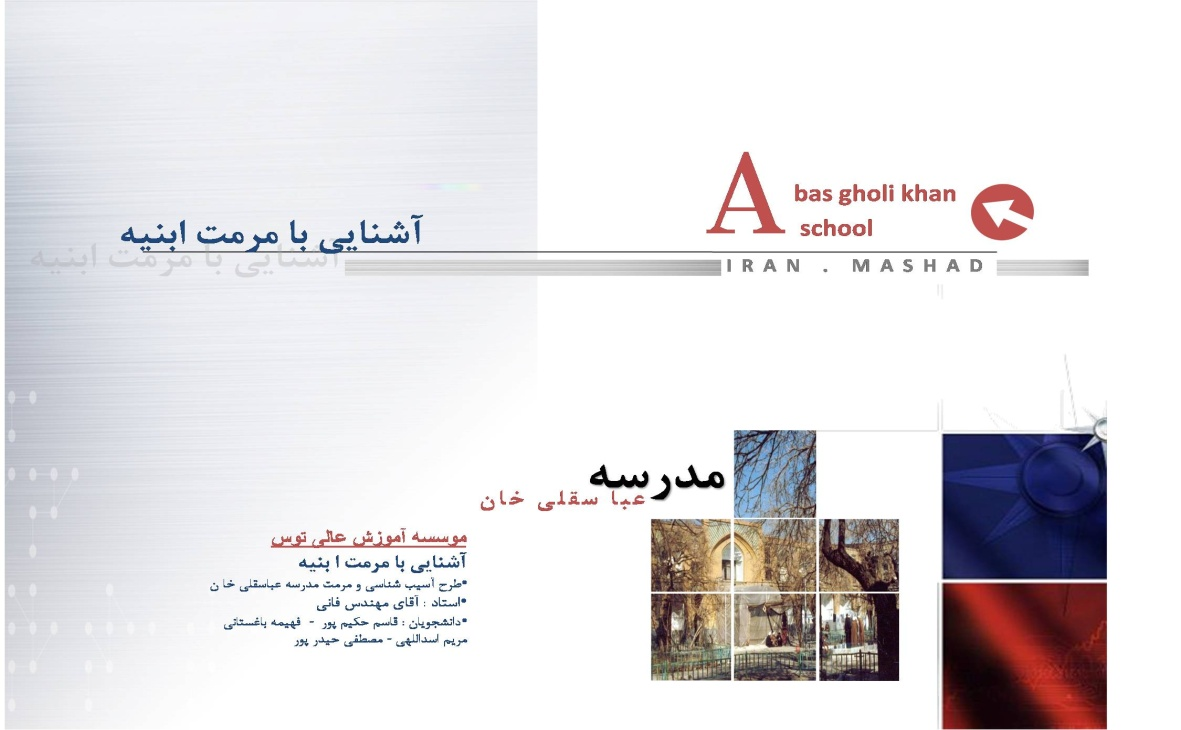 آشنایی با مرمت ابنیه
آشنایی با مرمت ابنیه
A bas gholi khan
school
IRAN . MASHAD
مدرسه
عبا سقلی خان
موسسه آموزش عالی توس
آشنایی با مرمت ا بنیه
•طرح آسیب شناسی و مرمت مدرسه عباسقلی خا ن
•استاد : آقای مهندس فانی
•دانشجویان : قاسم حکیم پور - فهیمه باغستانی
مریم اسداللهی - مصطفی حیدر پور